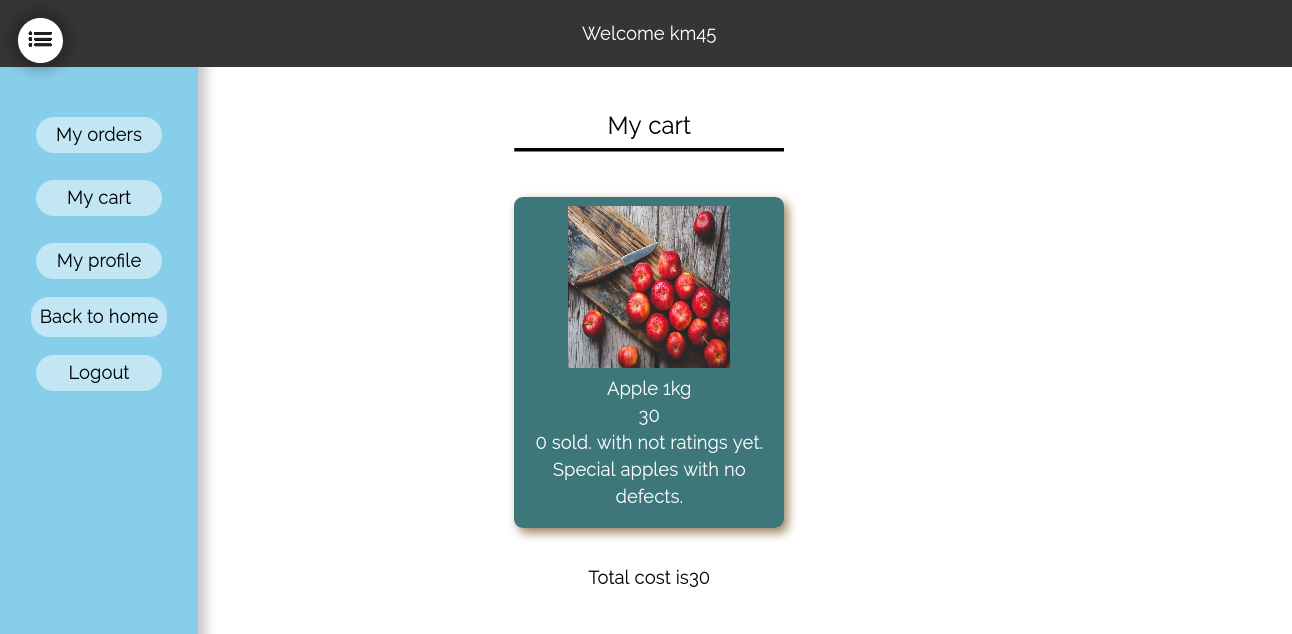 Welcome km45
My orders
My cart
My profile
Back to home
Logout
My cart
Apple 1kg
30
0 sold. with not ratings yet.
Special apples with no
defects.
Total cost is30